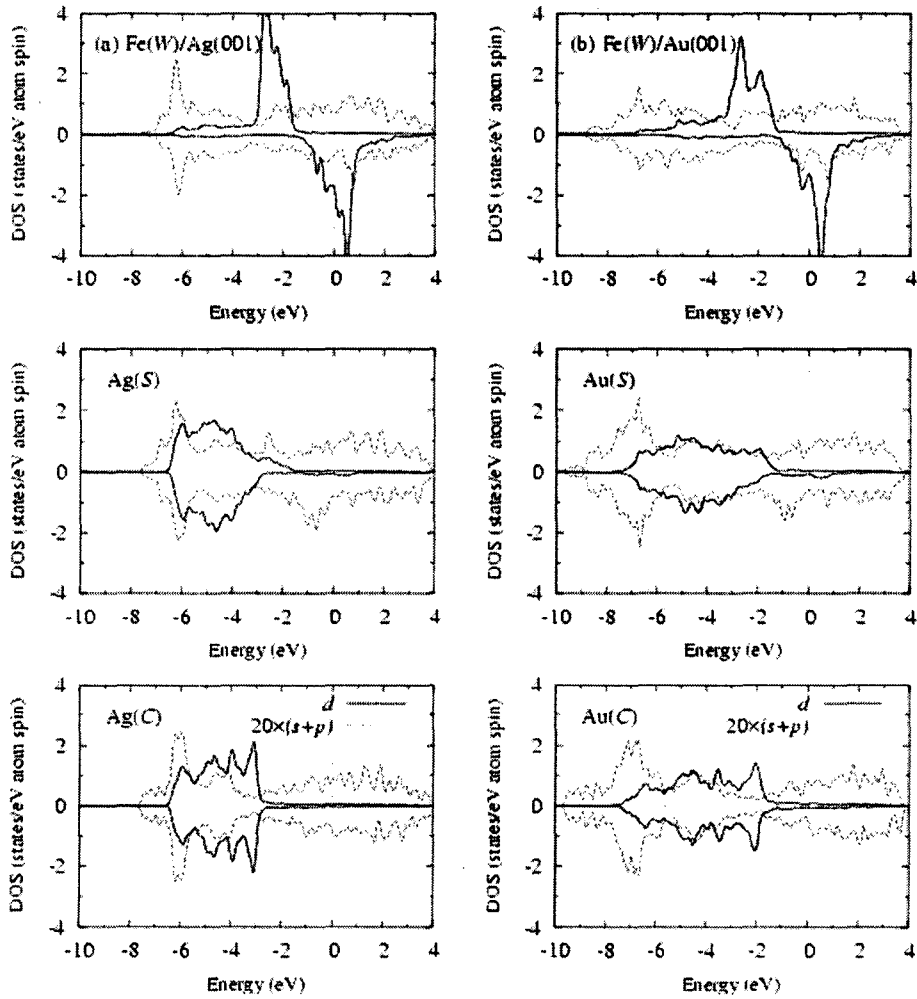 (a) Fe(W)/Ag(001)
DOS (states/eV atom spin)
4
2
0
-2
-4
-10 -8 -6 -4 -2 0 2 4
Energy (eV)
(b) Fe(W)/Au(001)
DOS (states/eV atom spin)
4
2
0
-2
-4
-10 -8 -6 -4 -2 0 2 4
Energy (eV)
Ag(S)
DOS (states/eV atom spin)
4
2
0
-2
-4
-10 -8 -6 -4 -2 0 2 4
Energy (eV)
Au(S)
DOS (states/eV atom spin)
4
2
0
-2
-4
-10 -8 -6 -4 -2 0 2 4
Energy (eV)
Ag(C)
d
20×(s+p)
DOS (states/eV atom spin)
4
2
0
-2
-4
-10 -8 -6 -4 -2 0 2 4
Energy (eV)
Au(C)
d
20×(s+p)
DOS (states/eV atom spin)
4
2
0
-2
-4
-10 -8 -6 -4 -2 0 2 4
Energy (eV)